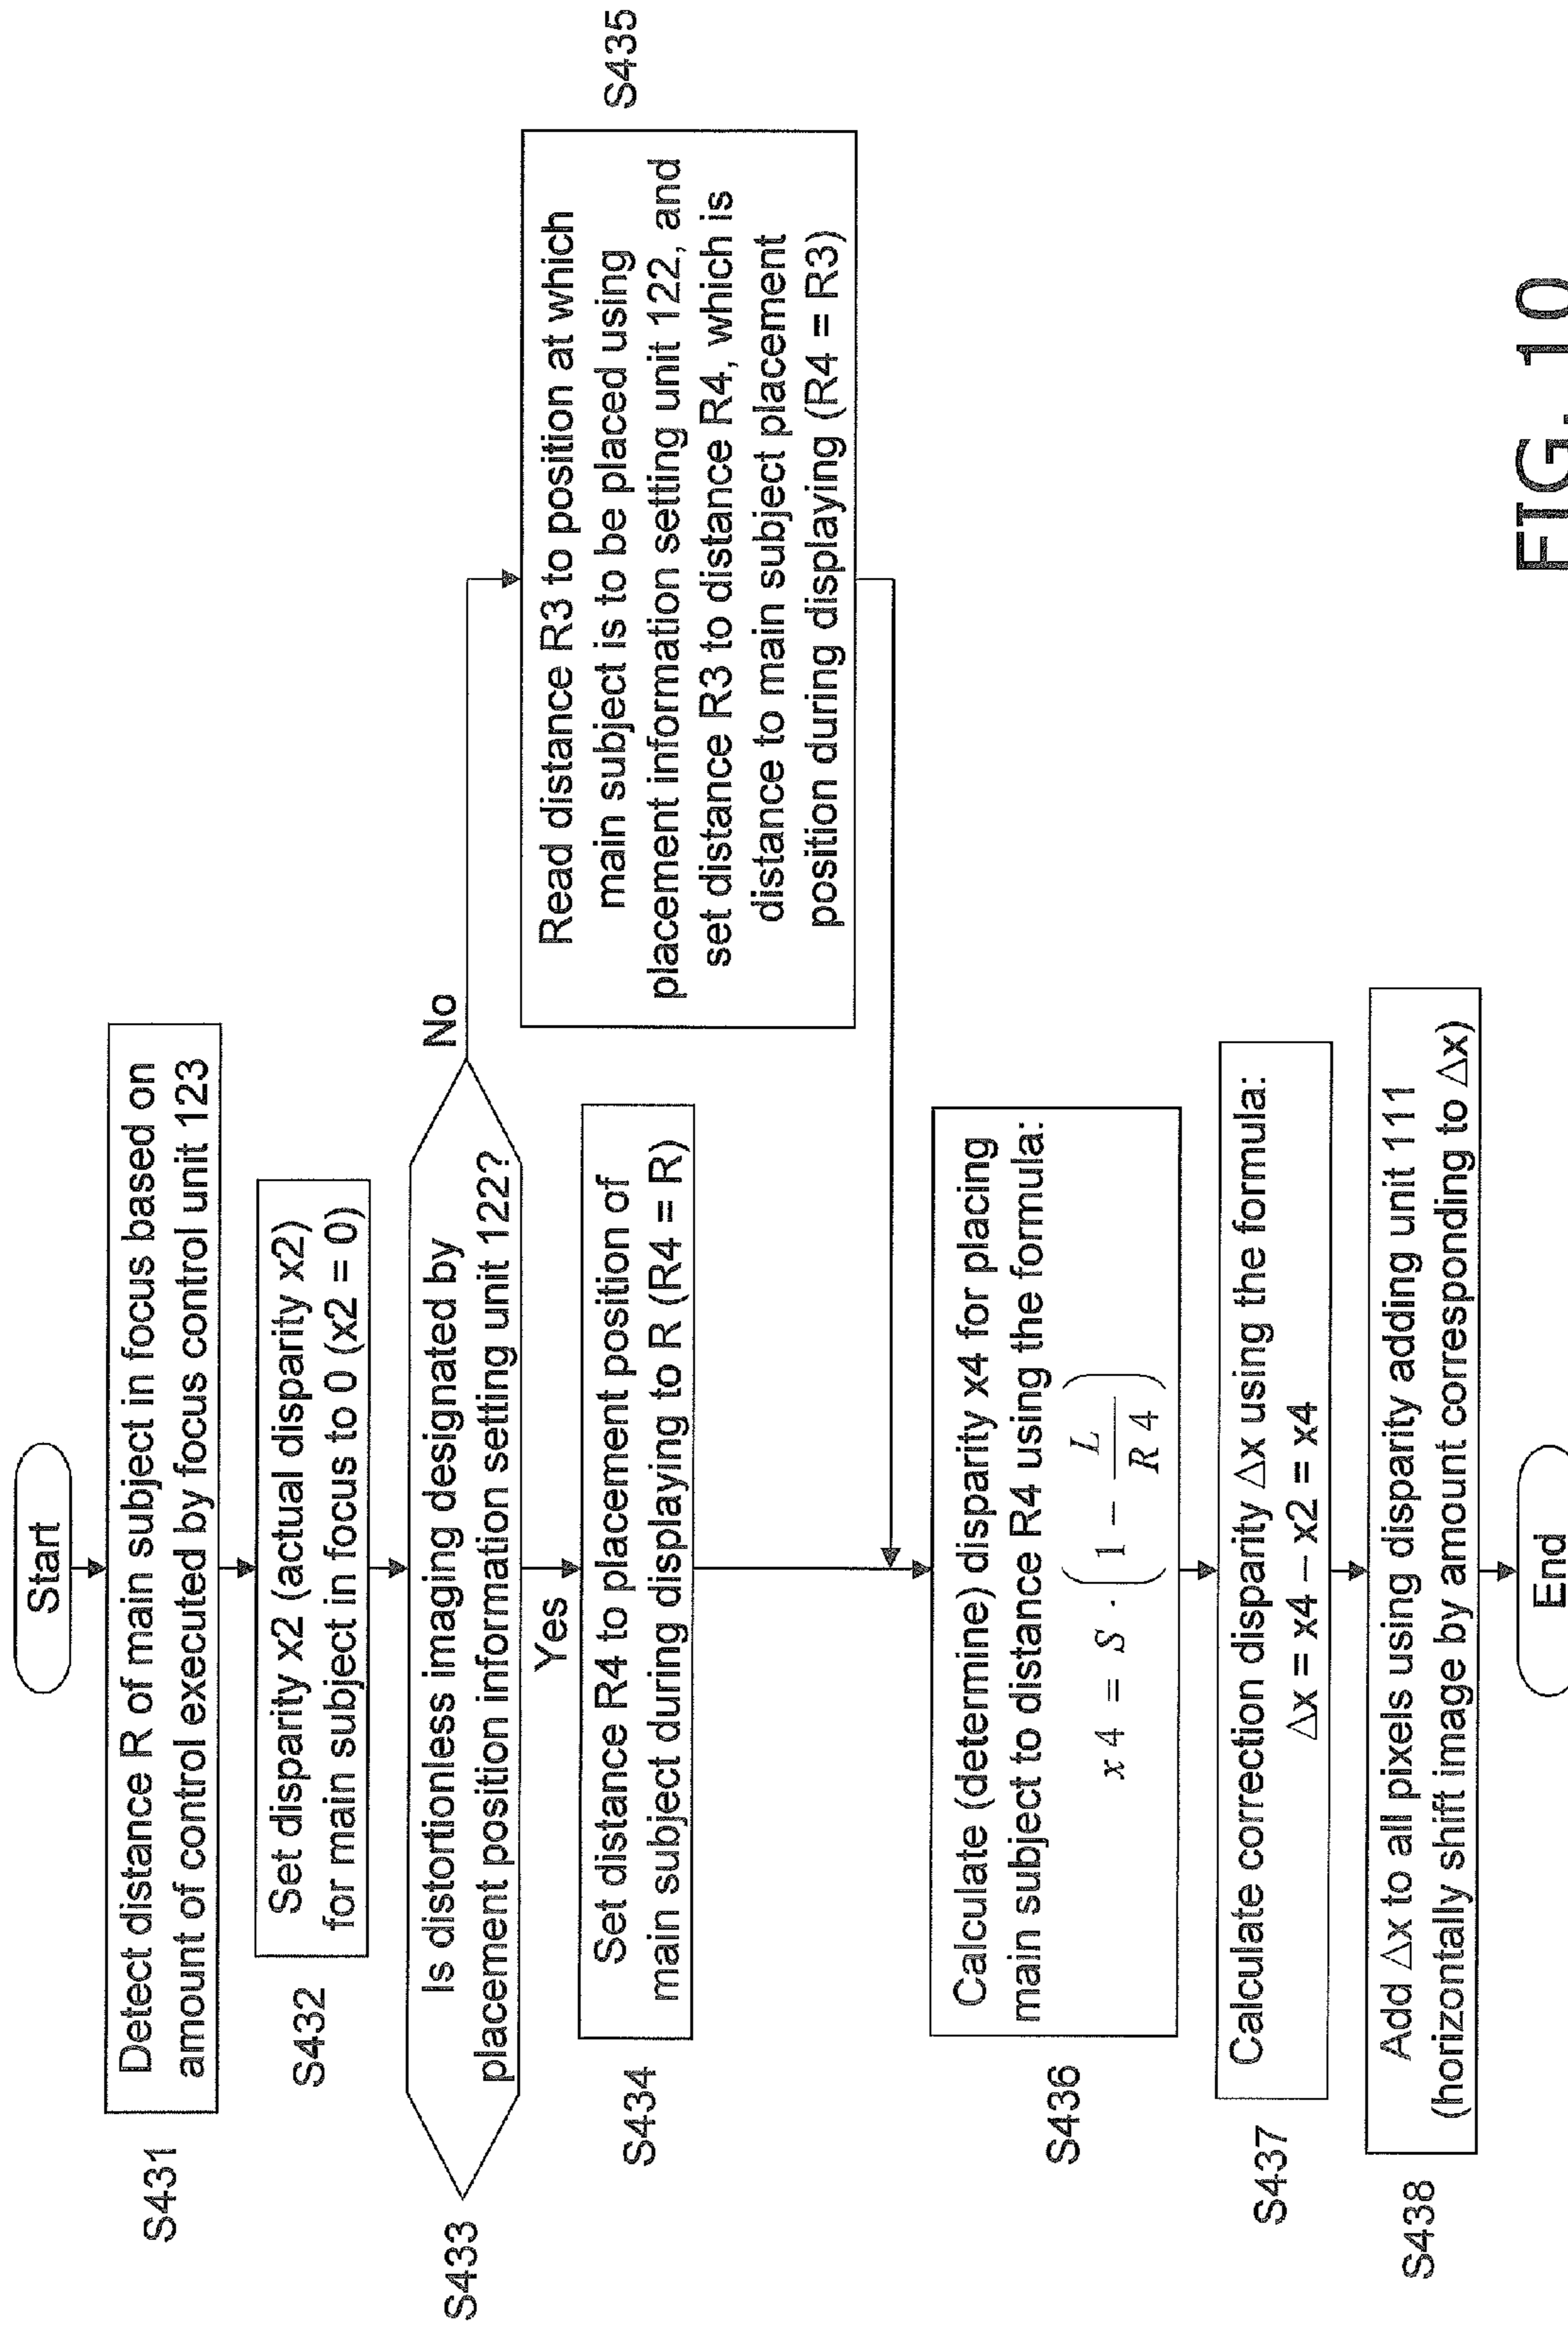 Start
S431
Detect distance R of main subject in focus based on
amount of control executed by focus control unit 123
S432
Set disparity x2 (actual disparity x2)
for main subject in focus to 0 (x2 = 0)
S433
Is distortionless imaging designated by
placement position information setting unit 122?
No
Yes
S434
Set distance R4 to placement position of
main subject during displaying to R (R4 = R)
S435
Read distance R3 to position at which
main subject is to be placed using
placement information setting unit 122, and
set distance R3 to distance R4, which is
distance to main subject placement
position during displaying (R4 = R3)
S436
Calculate (determine) disparity x4 for placing
main subject to distance R4 using the formula:
x 4 = S · ( 1 − L / R 4 )
S437
Calculate correction disparity Δx using the formula:
Δx = x4 – x2 = x4
S438
Add Δx to all pixels using disparity adding unit 111
(horizontally shift image by amount corresponding to Δx)
End
FIG. 10